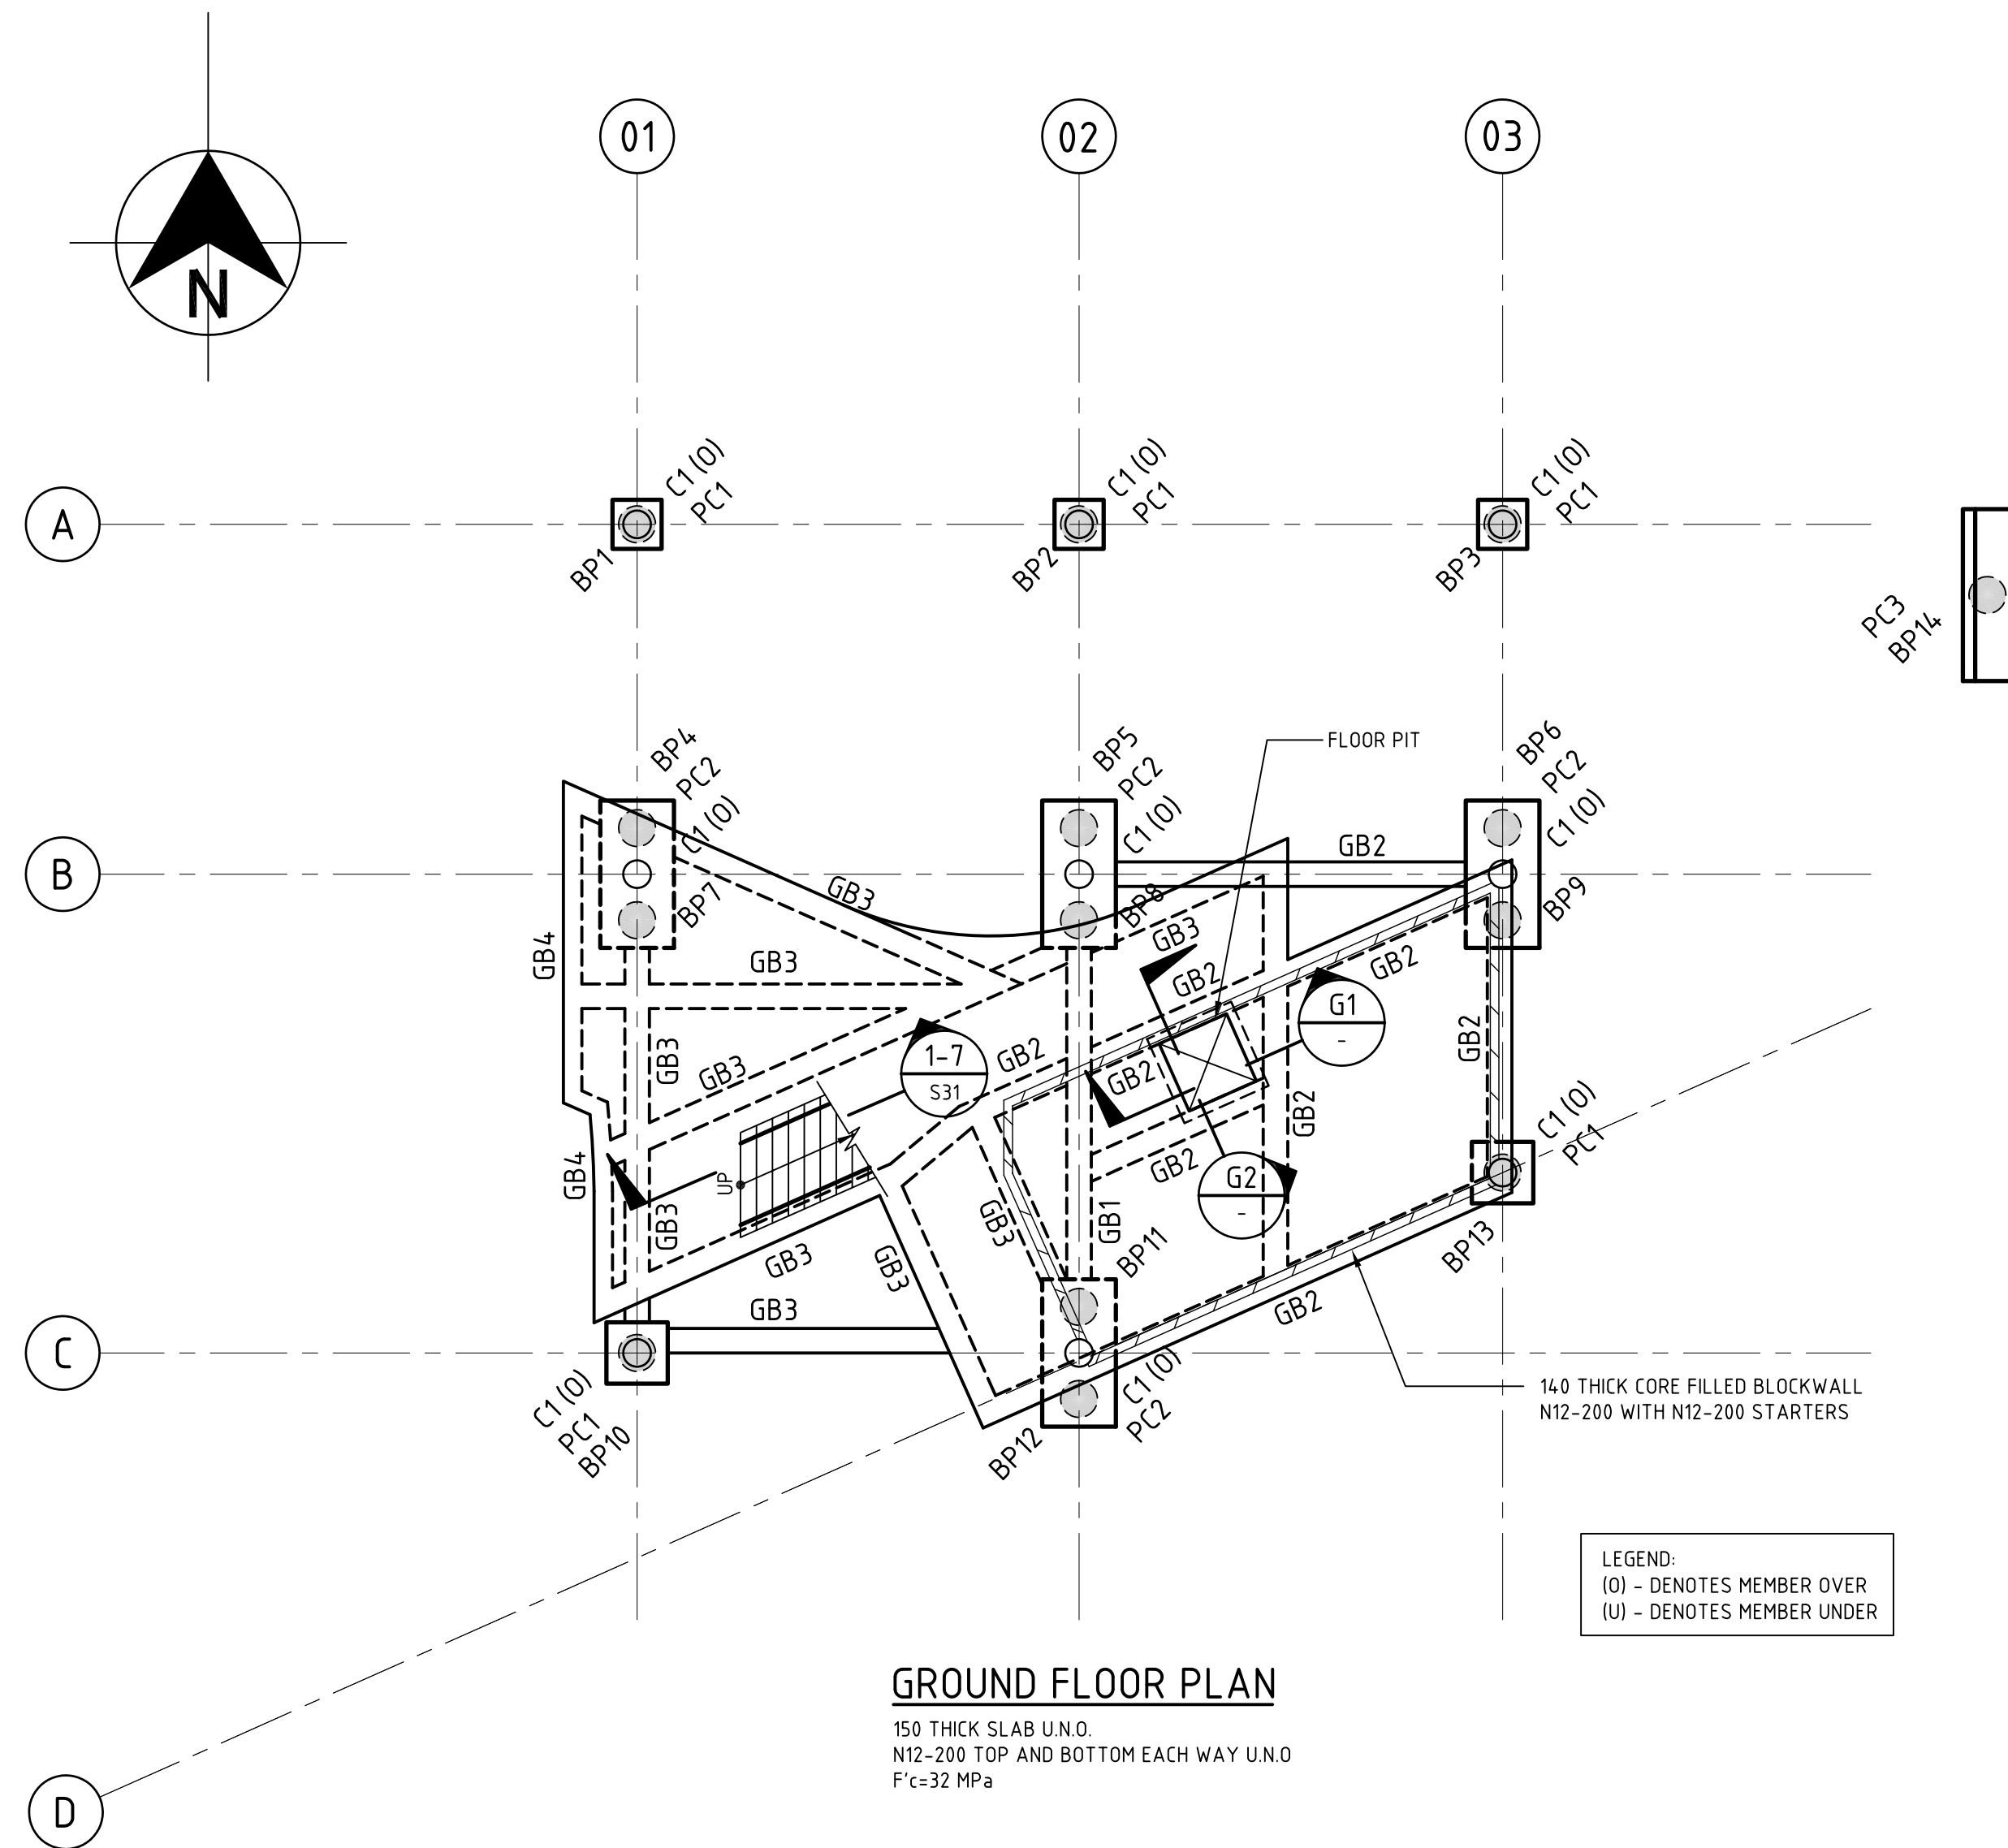 01
02
03
N
A
C1 (O)
PC1
BP1
C1 (O)
PC1
BP2
C1 (O)
PC1
BP3
PC3
BP14
BP4
PC2
C1 (O)
BP7
BP5
PC2
C1 (O)
BP8
BP6
PC2
C1 (O)
BP9
FLOOR PIT
B
GB2
GB3
GB3
GB4
GB3
GB2
GB2
G1
-
GB2
GB3
GB3
1-7
S31
GB2
GB2
GB2
C1 (O)
PC1
BP13
GB4
UP
GB3
GB3
GB3
GB3
GB1
GB2
G2
-
BP11
GB3
GB2
C
C1 (O)
PC1
BP10
BP12
C1 (O)
PC2
140 THICK CORE FILLED BLOCKWALL
N12-200 WITH N12-200 STARTERS
LEGEND:
(O) - DENOTES MEMBER OVER
(U) - DENOTES MEMBER UNDER
GROUND FLOOR PLAN
150 THICK SLAB U.N.O.
N12-200 TOP AND BOTTOM EACH WAY U.N.O
F'c=32 MPa
D